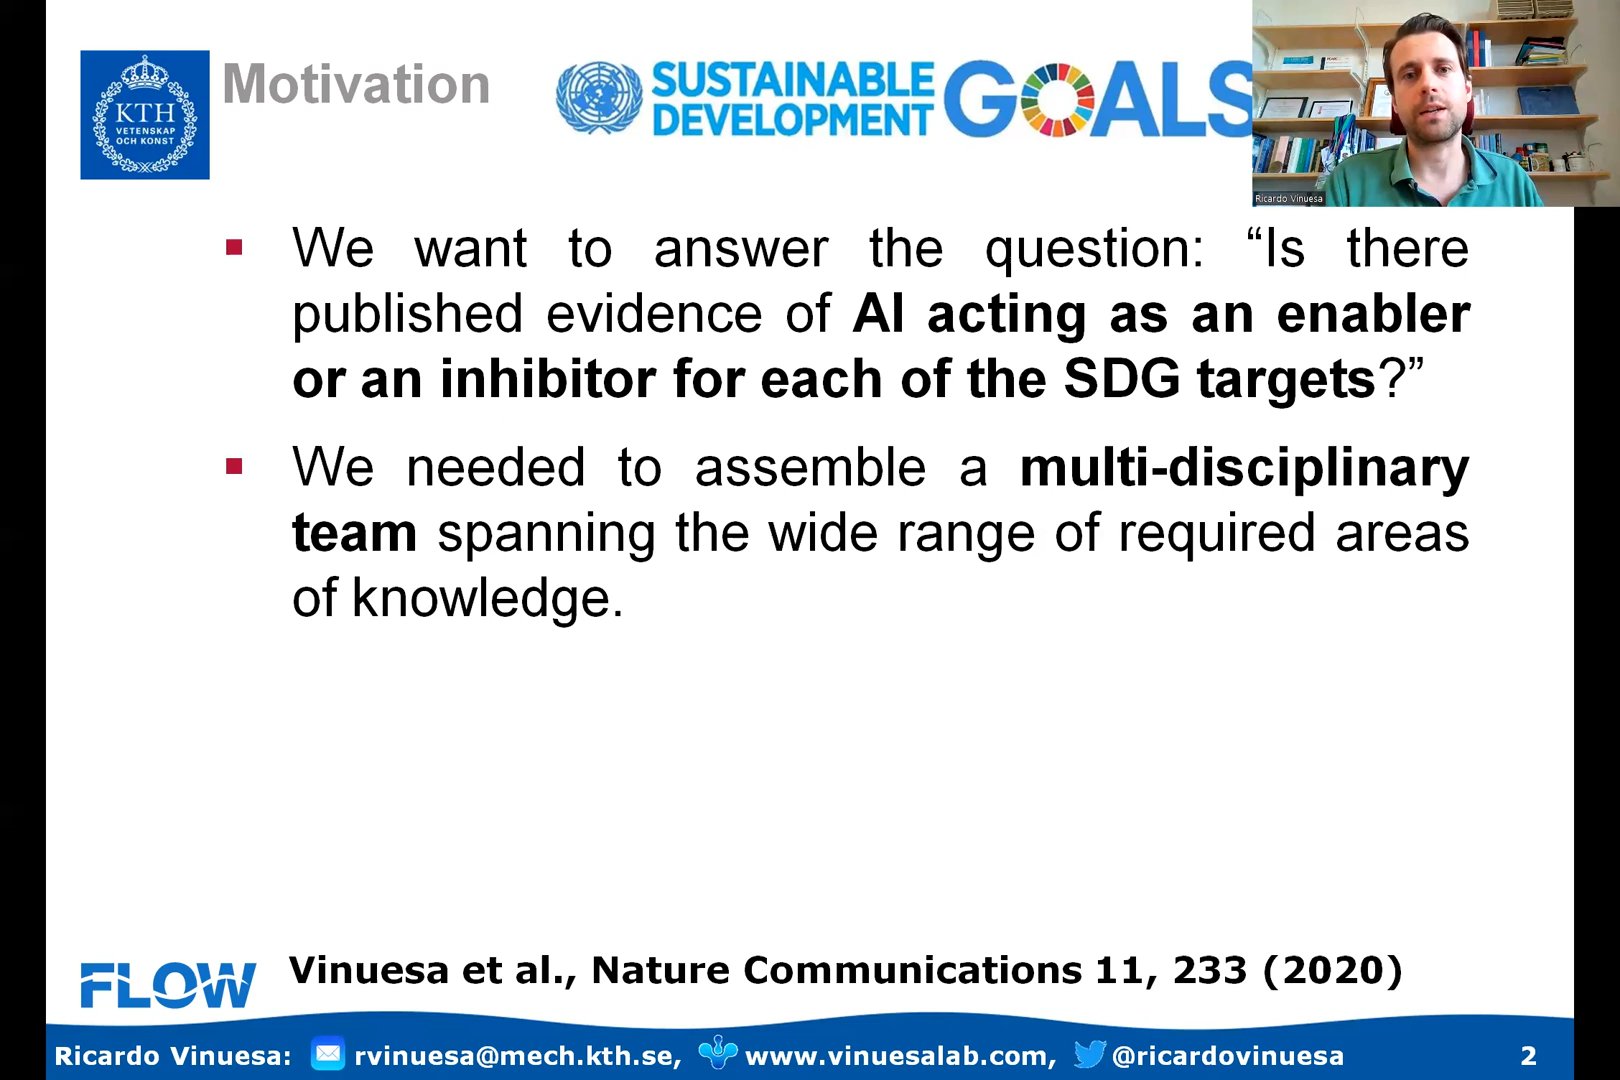 KTH
VETENSKAP
OCH KONST
Motivation
SUSTAINABLE
DEVELOPMENT
GOALS
Ricardo Vinuesa
We want to answer the question: “Is there
published evidence of AI acting as an enabler
or an inhibitor for each of the SDG targets?”
We needed to assemble a multi-disciplinary
team spanning the wide range of required areas
of knowledge.
FLOW
Vinuesa et al., Nature Communications 11, 233 (2020)
Ricardo Vinuesa: rvinuesa@mech.kth.se, www.vinuesalab.com, @ricardovinuesa 2